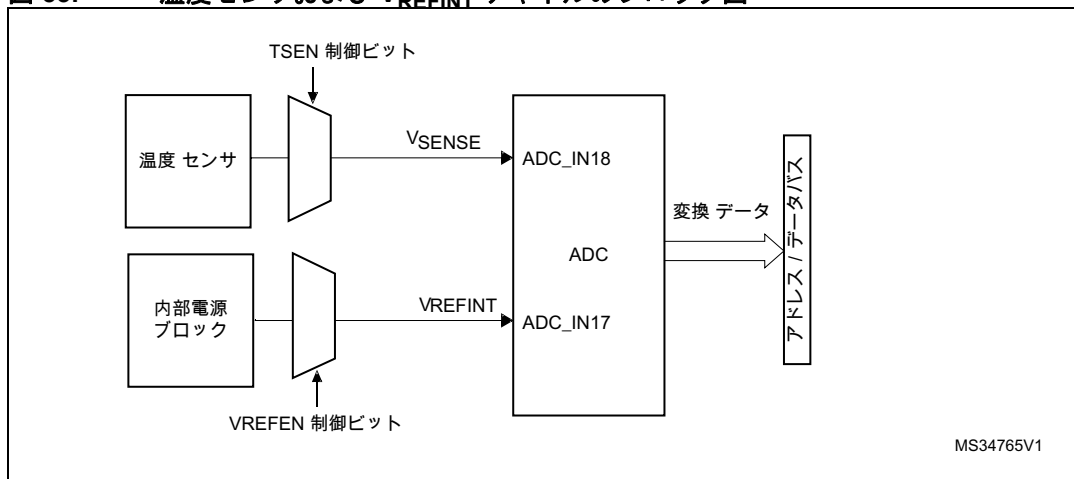 TSEN 制御ビット
温度 センサ
VSENSE
ADC_IN18
変換 データ
アドレス / データバス
ADC
内部電源
ブロック
VREFINT
ADC_IN17
VREFEN 制御ビット
MS34765V1